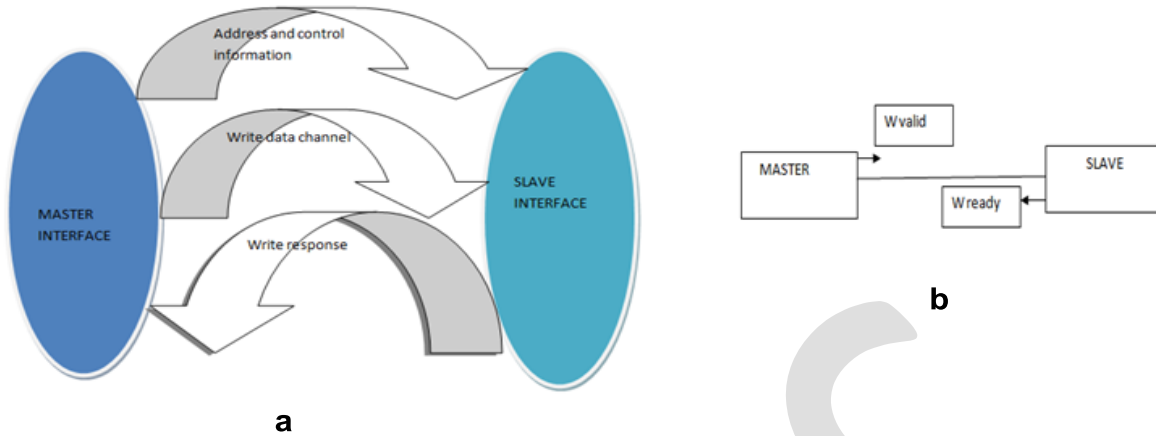 Address and control
information
Write data channel
MASTER
INTERFACE
SLAVE
INTERFACE
Write response
a
Wvalid
MASTER
SLAVE
Wready
b